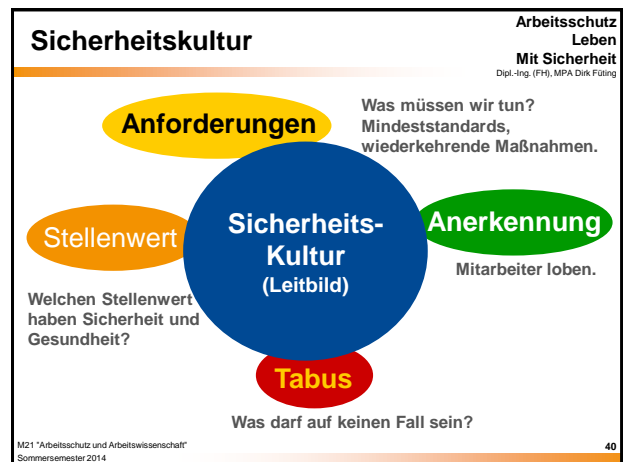 Sicherheitskultur
Arbeitsschutz
Leben
Mit Sicherheit
Dipl.-Ing. (FH), MPA Dirk Füting
Anforderungen
Was müssen wir tun?
Mindeststandards,
wiederkehrende Maßnahmen.
Stellenwert
Sicherheits-
Kultur
(Leitbild)
Anerkennung
Mitarbeiter loben.
Welchen Stellenwert
haben Sicherheit und
Gesundheit?
Tabus
Was darf auf keinen Fall sein?
M21 "Arbeitsschutz und Arbeitswissenschaft"
Sommersemester 2014
40